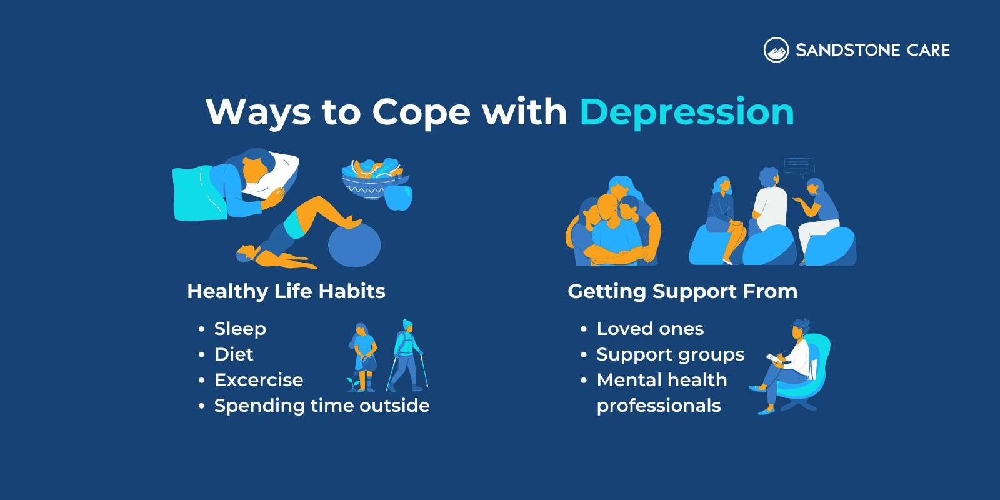 SANDSTONE CARE
Ways to Cope with Depression
Healthy Life Habits
• Sleep
• Diet
• Excercise
• Spending time outside
Getting Support From
• Loved ones
• Support groups
• Mental health
professionals